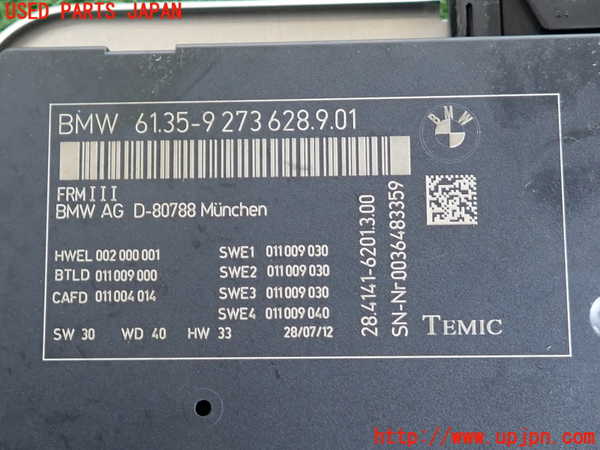 USED PARTS JAPAN
BMW 61.35-9 273 628.9.01
BMW
FRM III
BMW AG D-80788 München
HWEL 002 000 001
BTLD 011 009 000
CAFD 011 004 014
SWE1 011 009 030
SWE2 011 009 030
SWE3 011 009 030
SWE4 011 009 040
SW 30 WD 40 HW 33 28/07/12
28.4141-6201.3.00
SN-Nr0036483359
TEMIC
UPJ
http://www.upjpn.com/